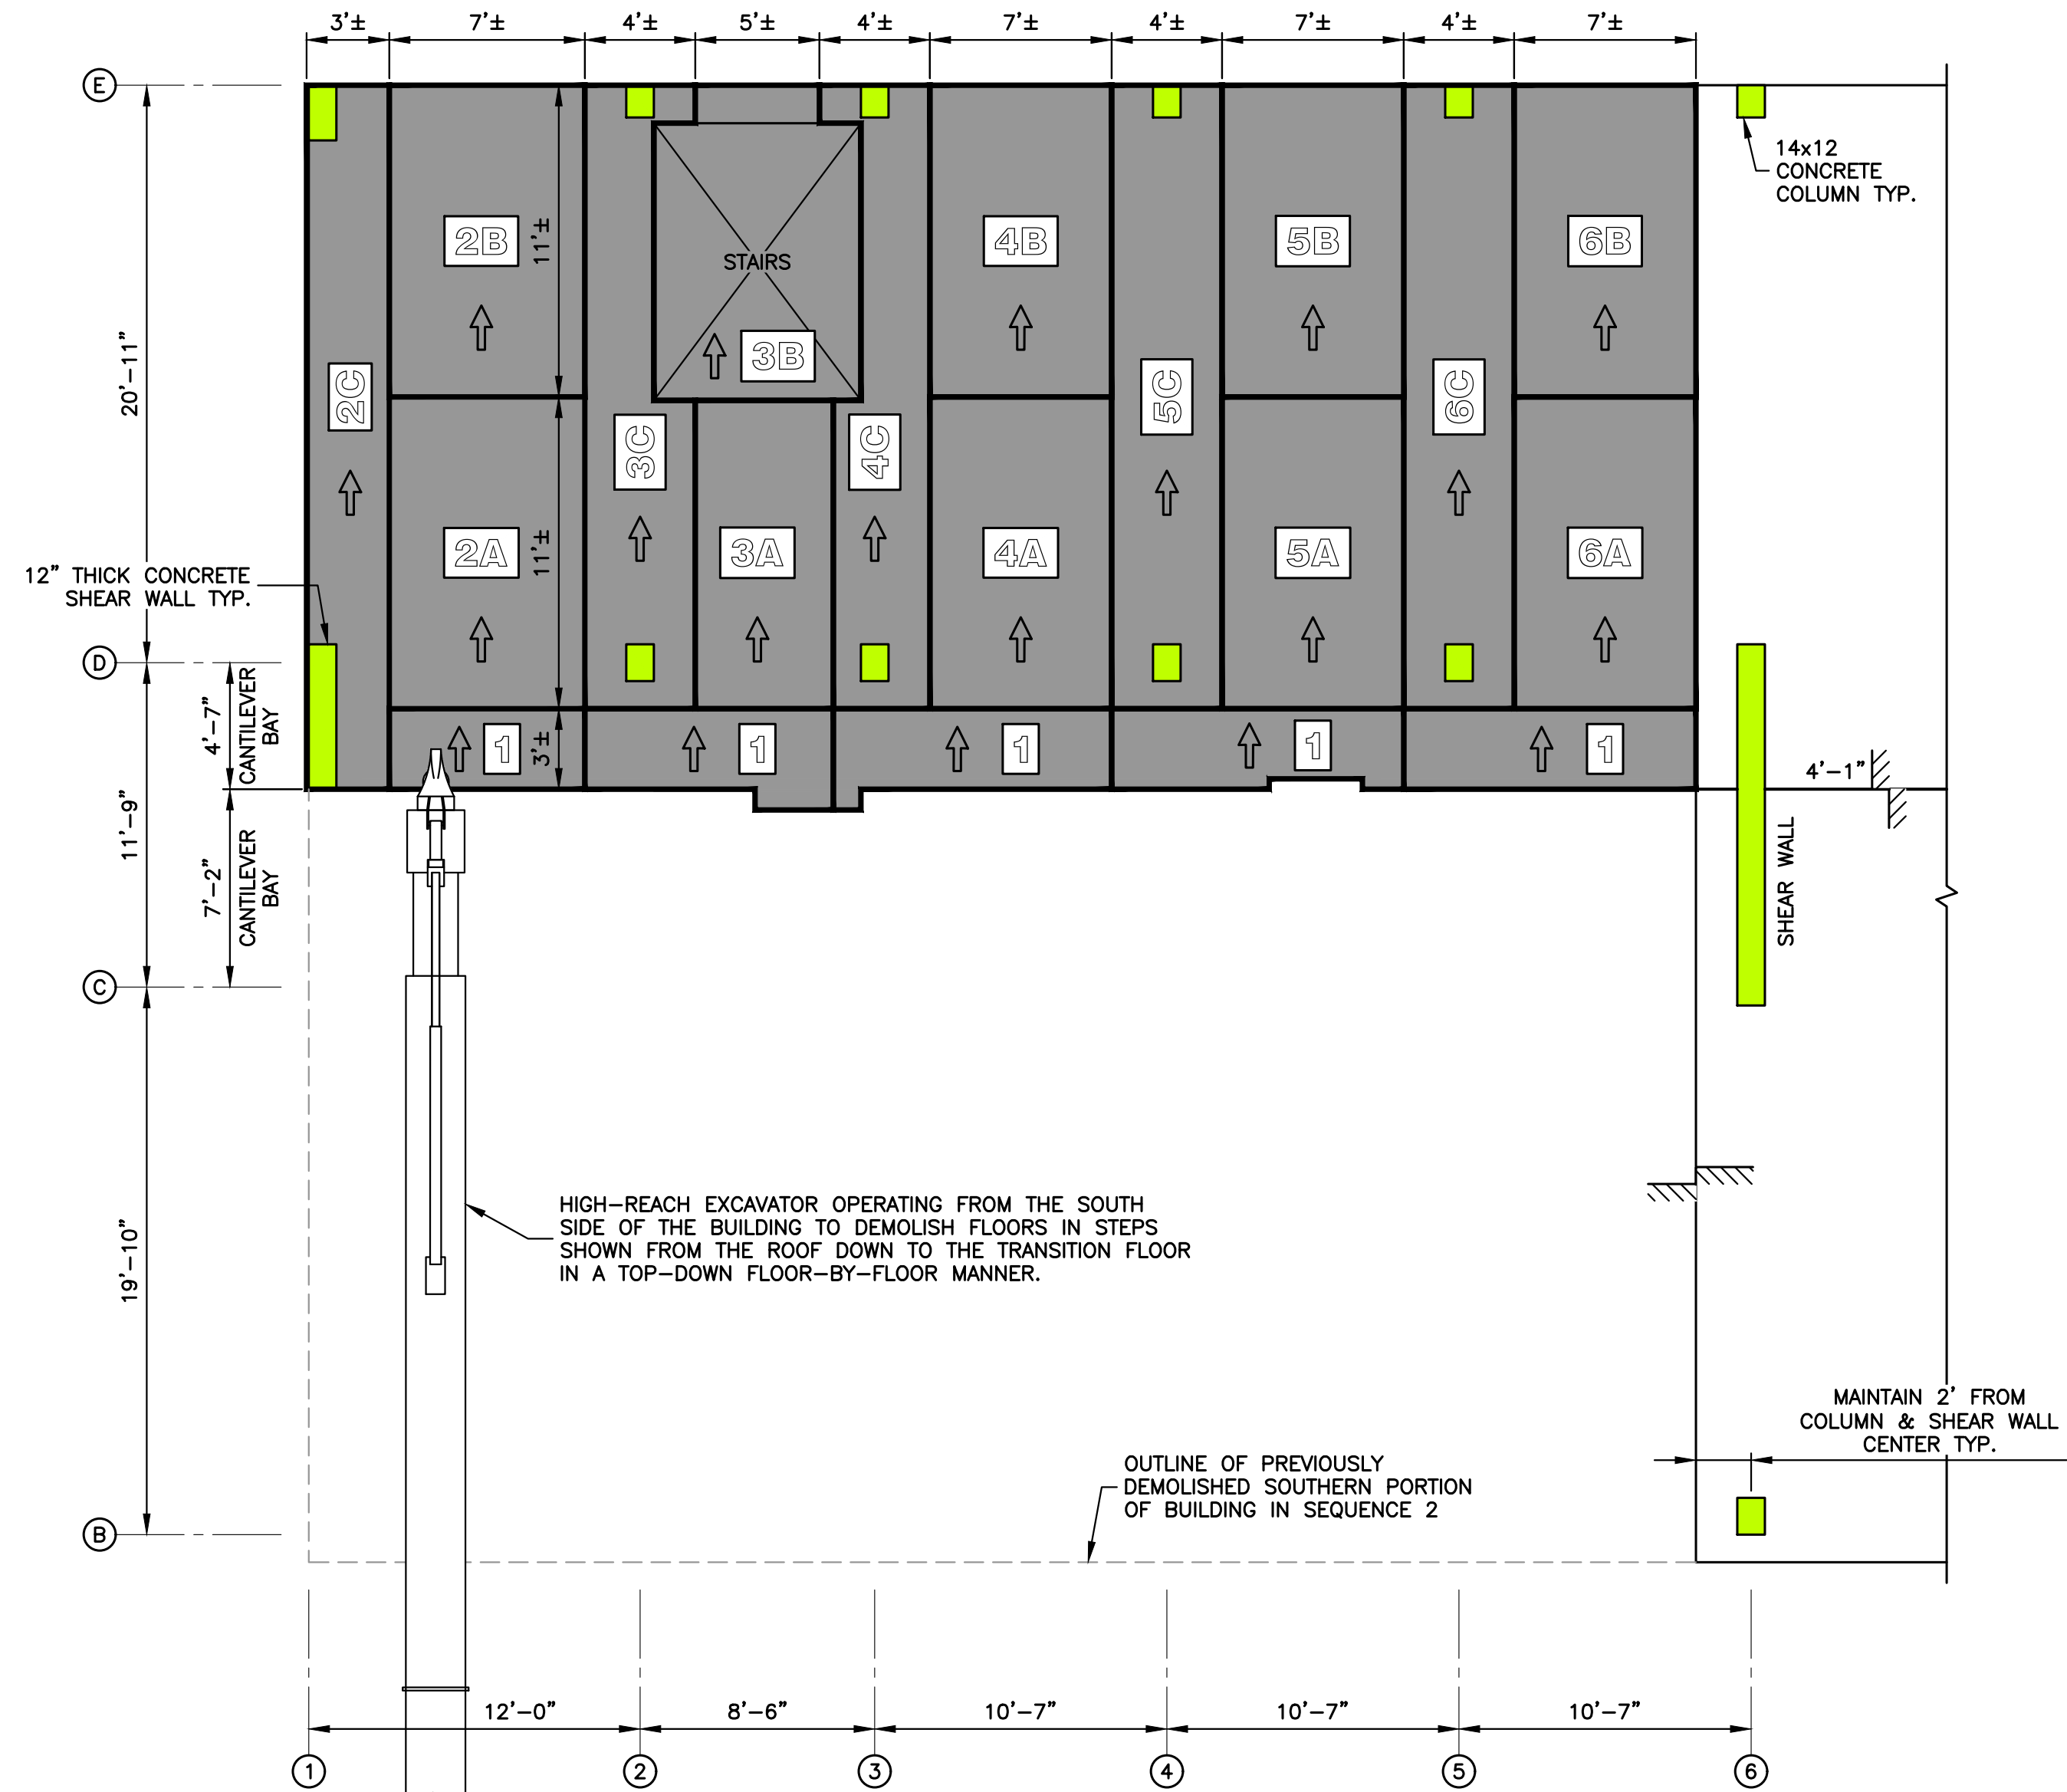 3'± 7'± 4'± 5'± 4'± 7'± 4'± 7'± 4'± 7'±
E
14x12
CONCRETE
COLUMN TYP.
2B
11'±
4B
5B
6B
STAIRS
3B
20'-11"
2C
3C
4C
5C
6C
2A
11'±
3A
4A
5A
6A
12" THICK CONCRETE
SHEAR WALL TYP.
D
4'-7"
CANTILEVER
BAY
1
3'±
1
1
1
1
4'-1"
11'-9"
7'-2"
CANTILEVER
BAY
SHEAR WALL
C
19'-10"
HIGH-REACH EXCAVATOR OPERATING FROM THE SOUTH
SIDE OF THE BUILDING TO DEMOLISH FLOORS IN STEPS
SHOWN FROM THE ROOF DOWN TO THE TRANSITION FLOOR
IN A TOP-DOWN FLOOR-BY-FLOOR MANNER.
MAINTAIN 2' FROM
COLUMN & SHEAR WALL
CENTER TYP.
OUTLINE OF PREVIOUSLY
DEMOLISHED SOUTHERN PORTION
OF BUILDING IN SEQUENCE 2
B
12'-0" 8'-6" 10'-7" 10'-7" 10'-7"
1 2 3 4 5 6